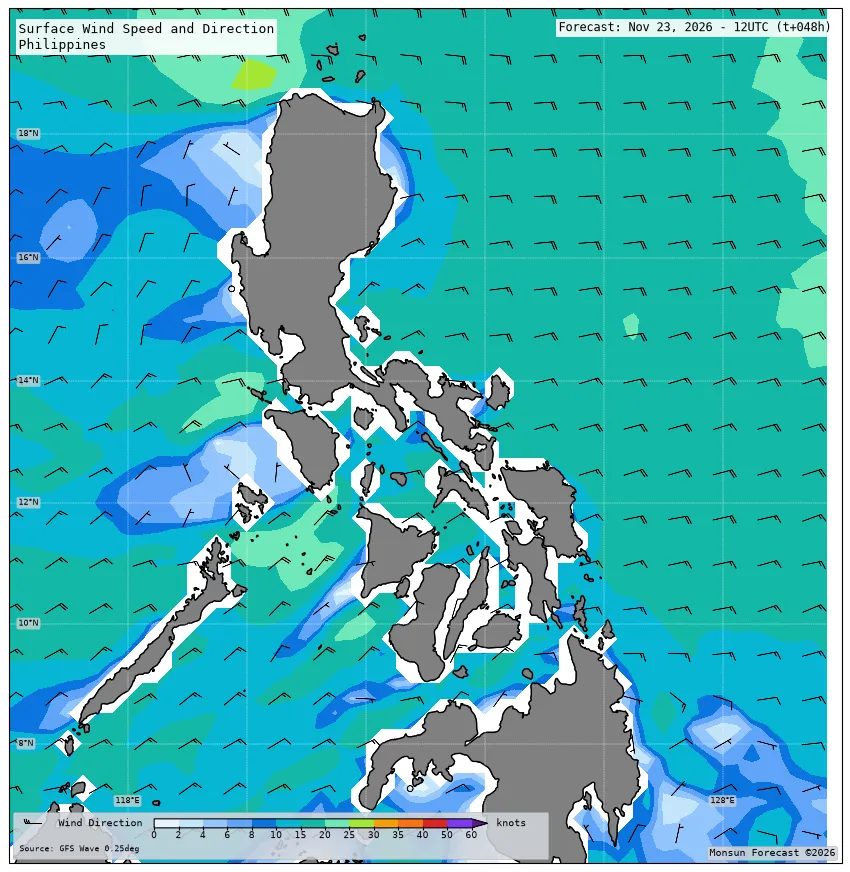 Surface Wind Speed and Direction
Philippines
Forecast: Nov 23, 2026 - 12UTC (t+048h)
18°N
16°N
14°N
12°N
10°N
8°N
118°E
128°E
Wind Direction
0 2 4 6 8 10 15 20 25 30 35 40 50 60
knots
Source: GFS Wave 0.25deg
Monsun Forecast ©2026